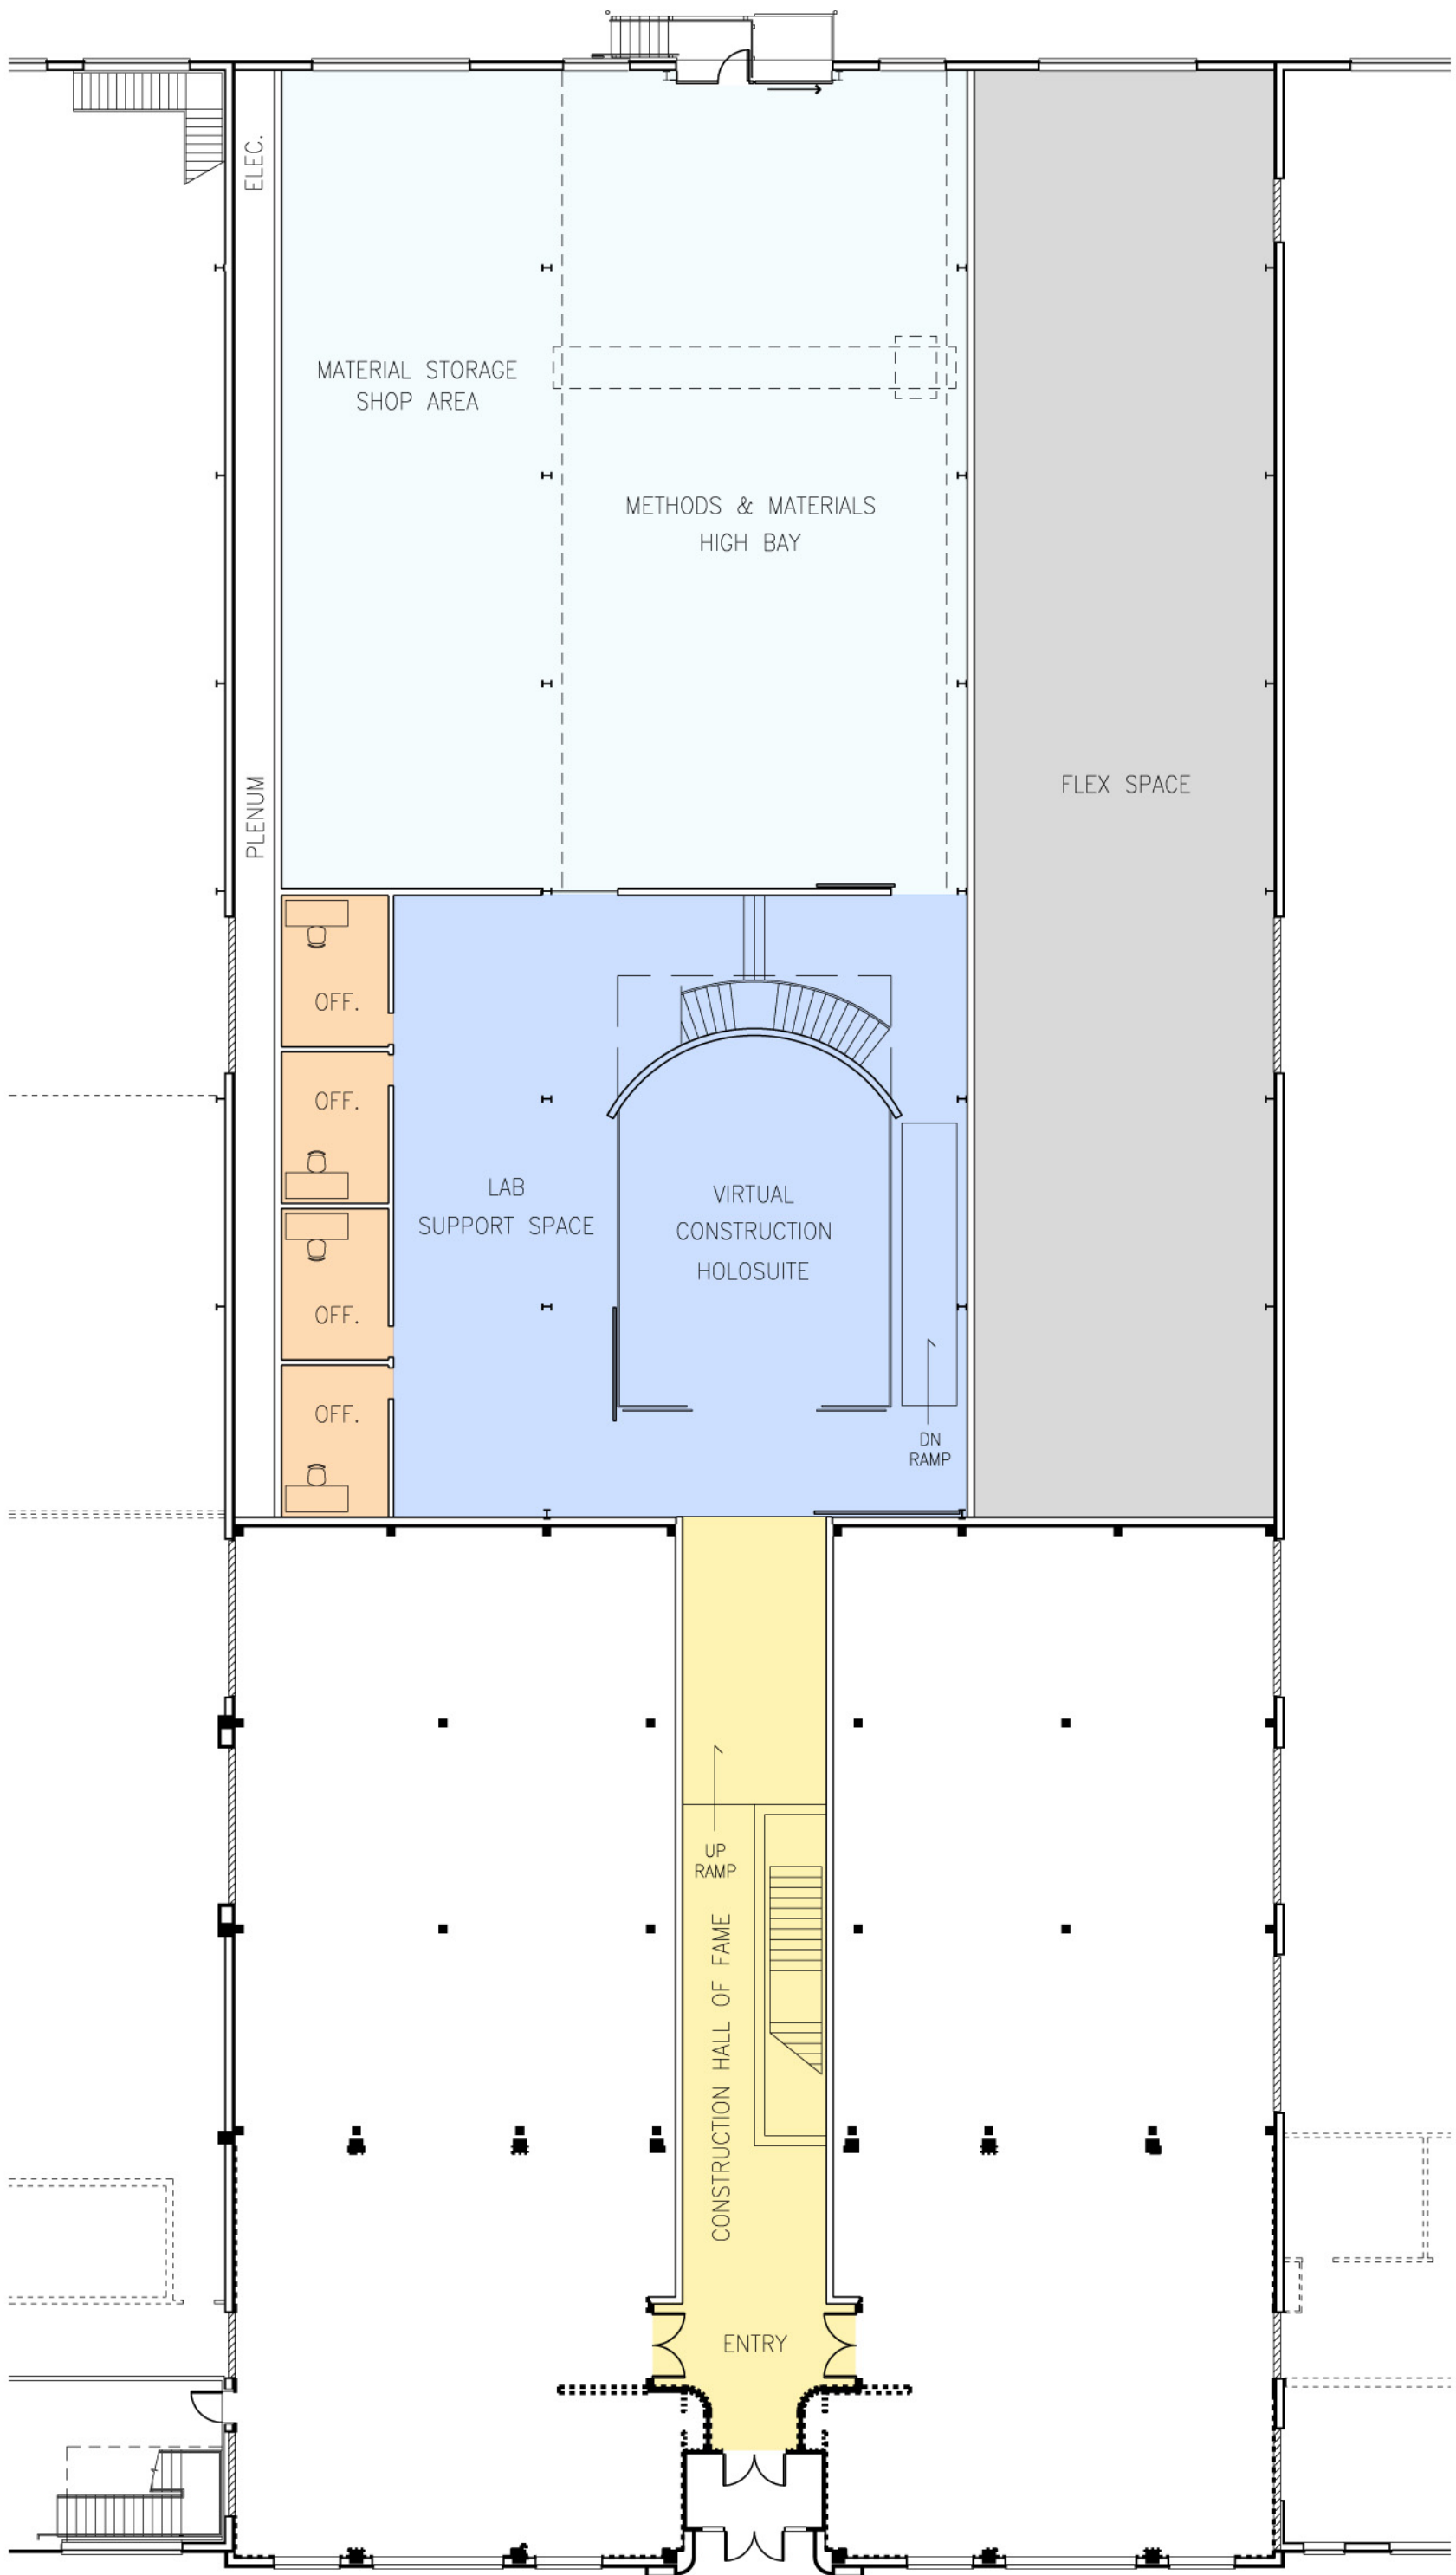 ELEC.
MATERIAL STORAGE
SHOP AREA
METHODS & MATERIALS
HIGH BAY
PLENUM
FLEX SPACE
OFF.
OFF.
LAB
SUPPORT SPACE
VIRTUAL
CONSTRUCTION
HOLOSUITE
OFF.
OFF.
DN
RAMP
UP
RAMP
CONSTRUCTION HALL OF FAME
ENTRY